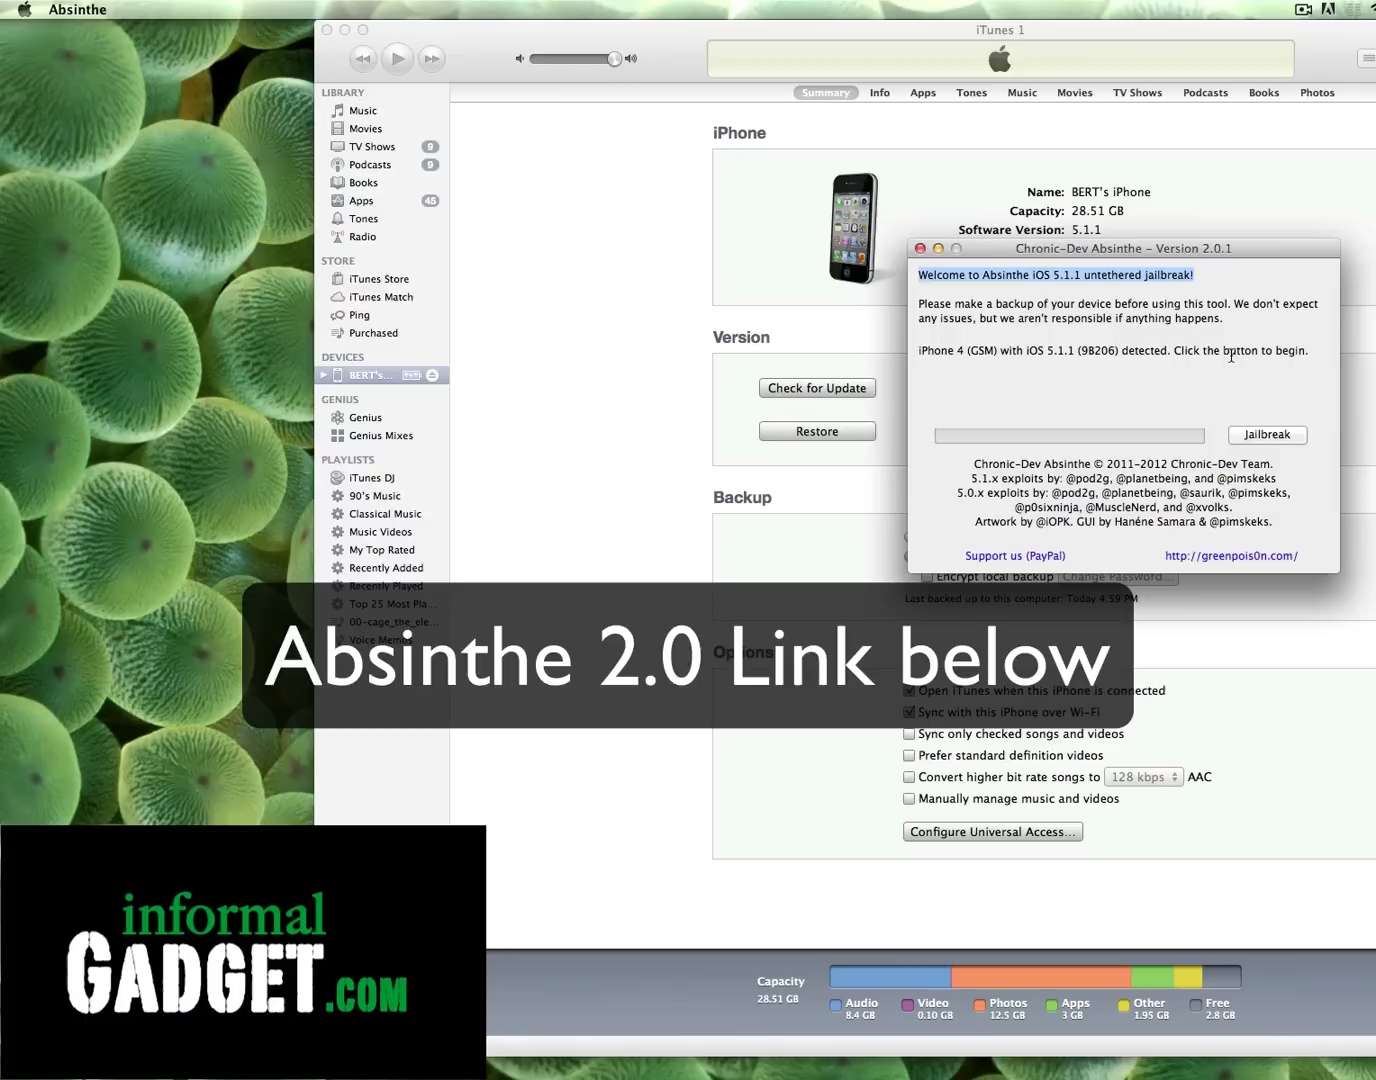 Absinthe
iTunes 1
LIBRARY
Music
Movies
TV Shows 9
Podcasts 9
Books
Apps 45
Tones
Radio
STORE
iTunes Store
iTunes Match
Ping
Purchased
DEVICES
BERT's...
GENIUS
Genius
Genius Mixes
PLAYLISTS
iTunes DJ
90's Music
Classical Music
Music Videos
My Top Rated
Recently Added
Recently Played
Top 25 Most Pla...
00-cage_the_ele...
Voice Memos
Summary Info Apps Tones Music Movies TV Shows Podcasts Books Photos
iPhone
Name: BERT's iPhone
Capacity: 28.51 GB
Software Version: 5.1.1
Version
Check for Update
Restore
Backup
Encrypt local backup Change Password...
Last backed up to this computer: Today 4:59 PM
Options
Open iTunes when this iPhone is connected
Sync with this iPhone over Wi-Fi
Sync only checked songs and videos
Prefer standard definition videos
Convert higher bit rate songs to 128 kbps AAC
Manually manage music and videos
Configure Universal Access...
Chronic-Dev Absinthe - Version 2.0.1
Welcome to Absinthe iOS 5.1.1 untethered jailbreak!
Please make a backup of your device before using this tool. We don't expect
any issues, but we aren't responsible if anything happens.
iPhone 4 (GSM) with iOS 5.1.1 (9B206) detected. Click the button to begin.
Jailbreak
Chronic-Dev Absinthe © 2011-2012 Chronic-Dev Team.
5.1.x exploits by: @pod2g, @planetbeing, and @pimskeks
5.0.x exploits by: @pod2g, @planetbeing, @saurik, @pimskeks,
@p0sixninja, @MuscleNerd, and @xvolks.
Artwork by @iOPK. GUI by Hanéne Samara & @pimskeks.
Support us (PayPal) http://greenpois0n.com/
Absinthe 2.0 Link below
informal
GADGET.COM
Capacity
28.51 GB
Audio
8.4 GB
Video
0.10 GB
Photos
12.5 GB
Apps
3 GB
Other
1.95 GB
Free
2.8 GB